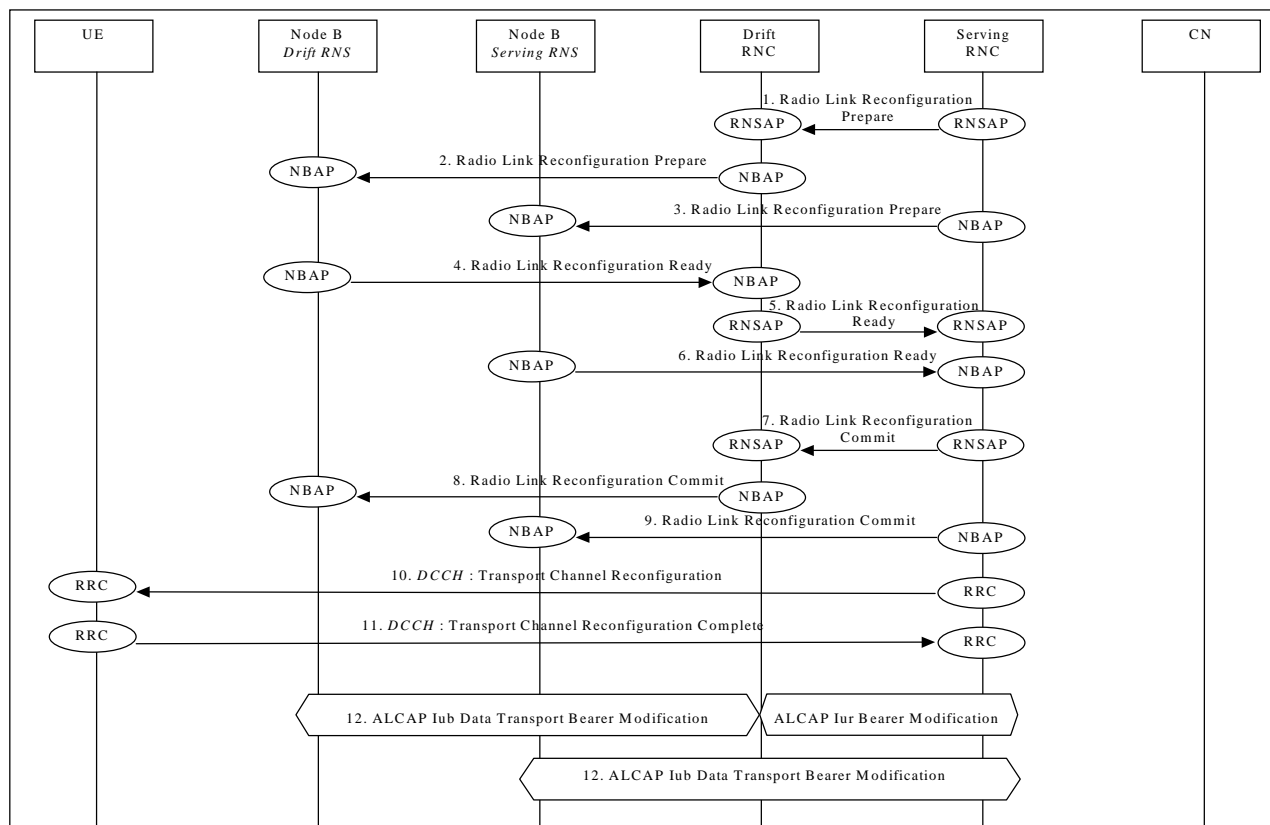 UE
Node B
Drift RNS
Node B
Serving RNS
Drift
RNC
Serving
RNC
CN
1. Radio Link Reconfiguration
Prepare
RNSAP
RNSAP
2. Radio Link Reconfiguration Prepare
NBAP
NBAP
3. Radio Link Reconfiguration Prepare
NBAP
NBAP
4. Radio Link Reconfiguration Ready
NBAP
NBAP
5. Radio Link Reconfiguration
Ready
RNSAP
RNSAP
6. Radio Link Reconfiguration Ready
NBAP
NBAP
7. Radio Link Reconfiguration
Commit
RNSAP
RNSAP
8. Radio Link Reconfiguration Commit
NBAP
NBAP
9. Radio Link Reconfiguration Commit
NBAP
NBAP
10. DCCH : Transport Channel Reconfiguration
RRC
RRC
11. DCCH : Transport Channel Reconfiguration Complete
RRC
RRC
12. ALCAP Iub Data Transport Bearer Modification
ALCAP Iur Bearer Modification
12. ALCAP Iub Data Transport Bearer Modification